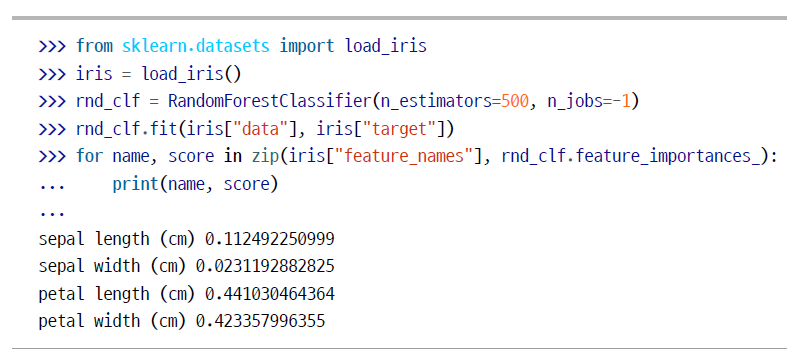 >>> from sklearn.datasets import load_iris
>>> iris = load_iris()
>>> rnd_clf = RandomForestClassifier(n_estimators=500, n_jobs=-1)
>>> rnd_clf.fit(iris["data"], iris["target"])
>>> for name, score in zip(iris["feature_names"], rnd_clf.feature_importances_):
...     print(name, score)
...
sepal length (cm) 0.112492250999
sepal width (cm) 0.0231192882825
petal length (cm) 0.441030464364
petal width (cm) 0.423357996355